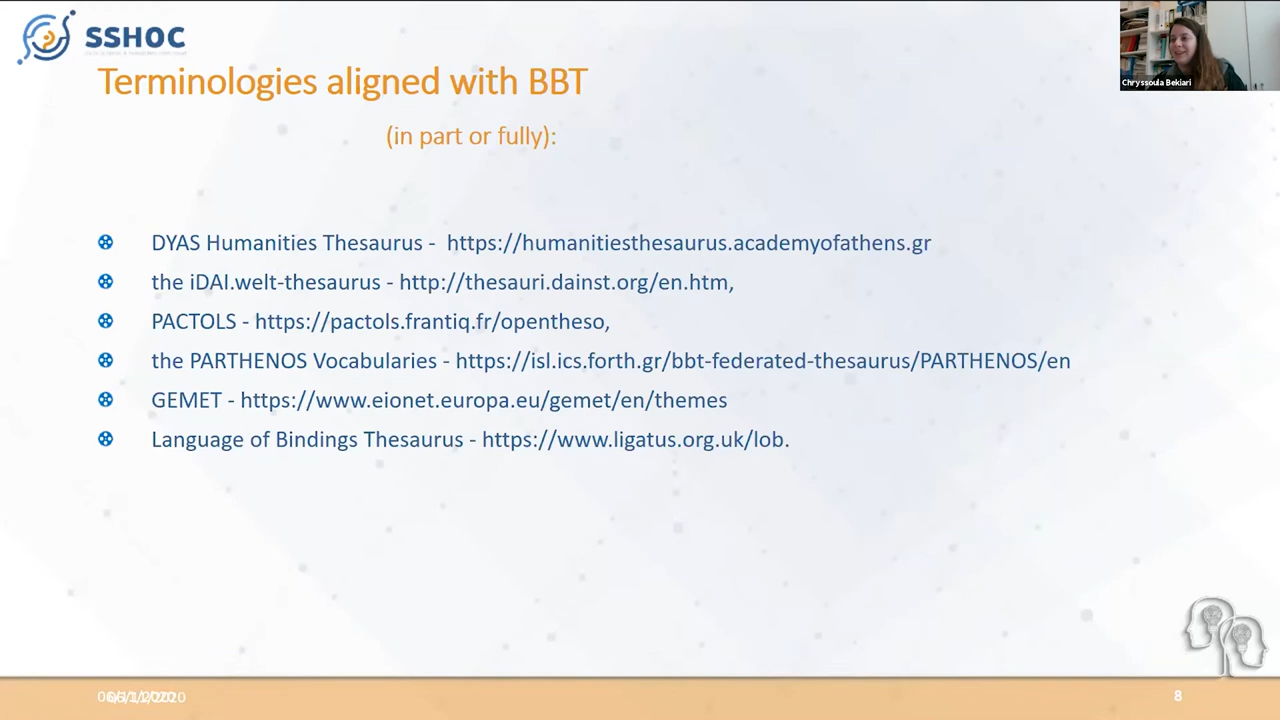 SSHOC
Chryssoula Bekiari
Terminologies aligned with BBT
(in part or fully):
DYAS Humanities Thesaurus - https://humanitiesthesaurus.academyofathens.gr
the iDAI.welt-thesaurus - http://thesauri.dainst.org/en.htm,
PACTOLS - https://pactols.frantiq.fr/opentheso,
the PARTHENOS Vocabularies - https://isl.ics.forth.gr/bbt-federated-thesaurus/PARTHENOS/en
GEMET - https://www.eionet.europa.eu/gemet/en/themes
Language of Bindings Thesaurus - https://www.ligatus.org.uk/lob.
06/11/2020
8